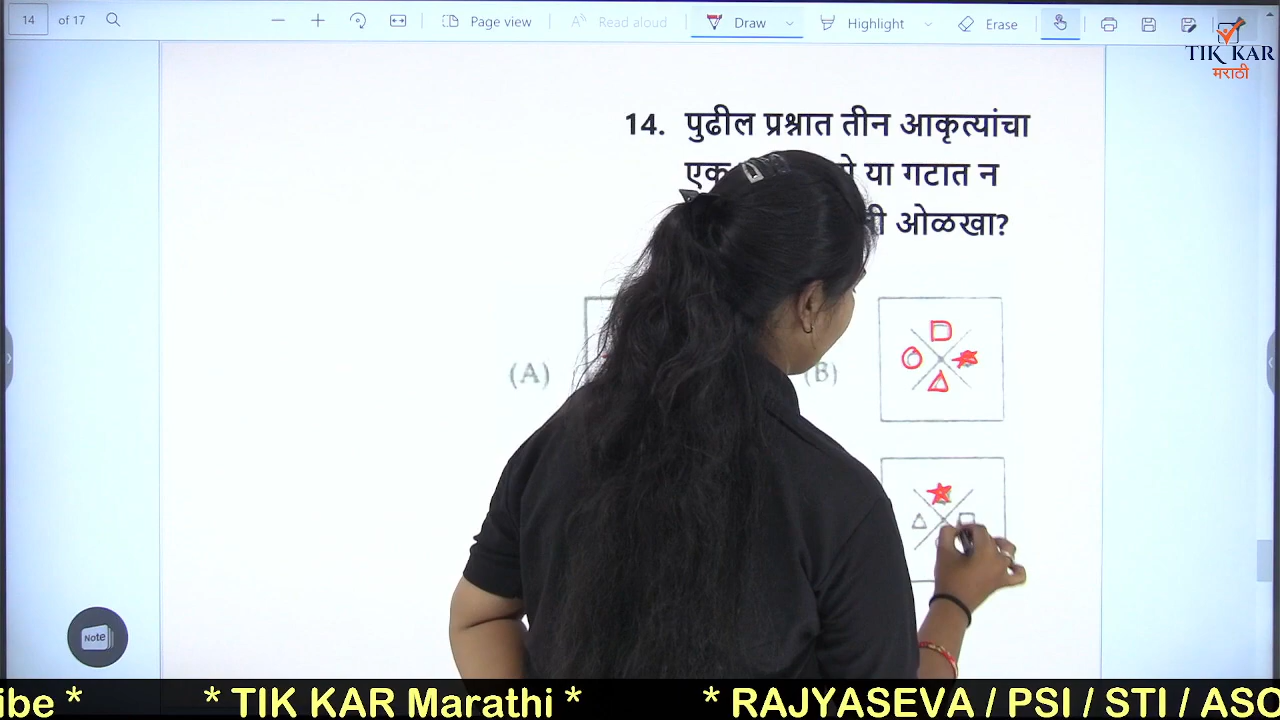 14 of 17
Page view
Read aloud
Draw
Highlight
Erase
TIK KAR
मराठी
14. पुढील प्रश्नात तीन आकृत्यांचा
एक या गटात न
ओळखा?
(A)
(B)
Note
ibe * * TIK KAR Marathi * * RAJYASEVA / PSI / STI / ASO